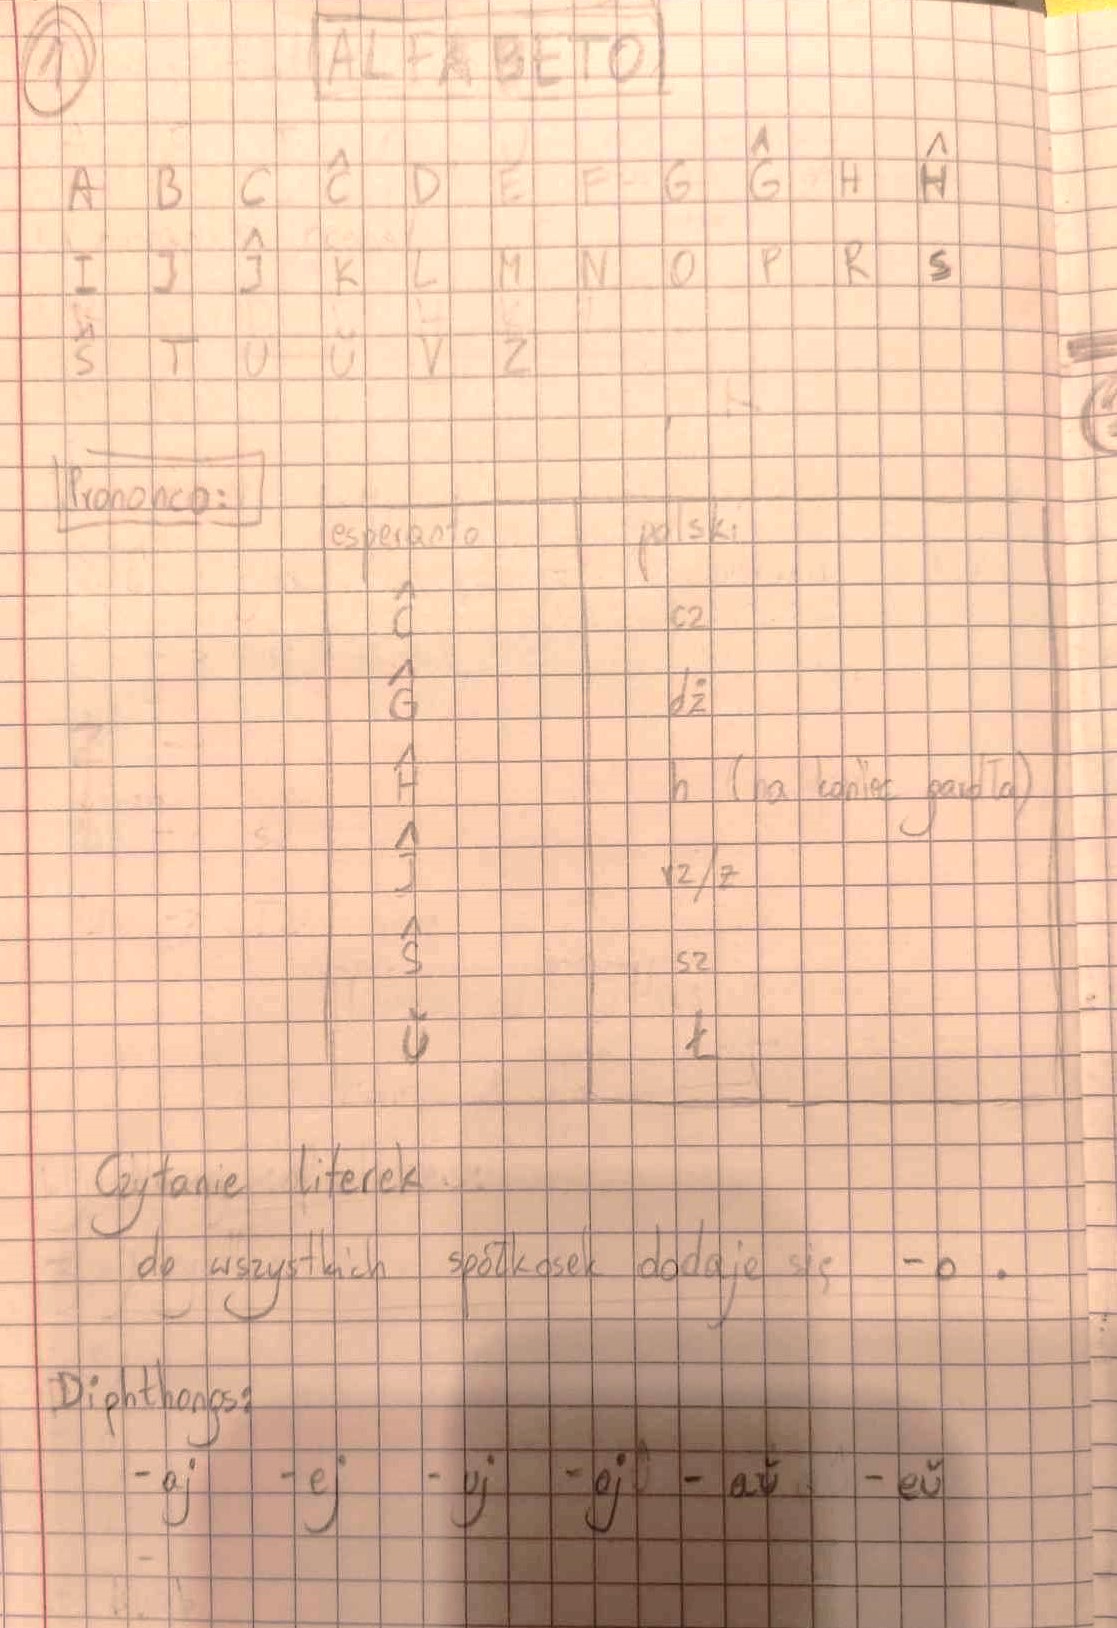 1
ALFABETO
A B C Ĉ D E F G Ĝ H Ĥ
I J Ĵ K L M N O P R S
Ŝ T U Ŭ V Z
Prononco:
esperanto polski
Ĉ cz
Ĝ dż
Ĥ h (na koniec gardła)
Ĵ rz/ż
Ŝ sz
Ŭ ł
Czytanie literek
do wszystkich spółkosek dodaje się -o.
Diphthongs:
-aj -ej -uj -oj -aŭ -eŭ